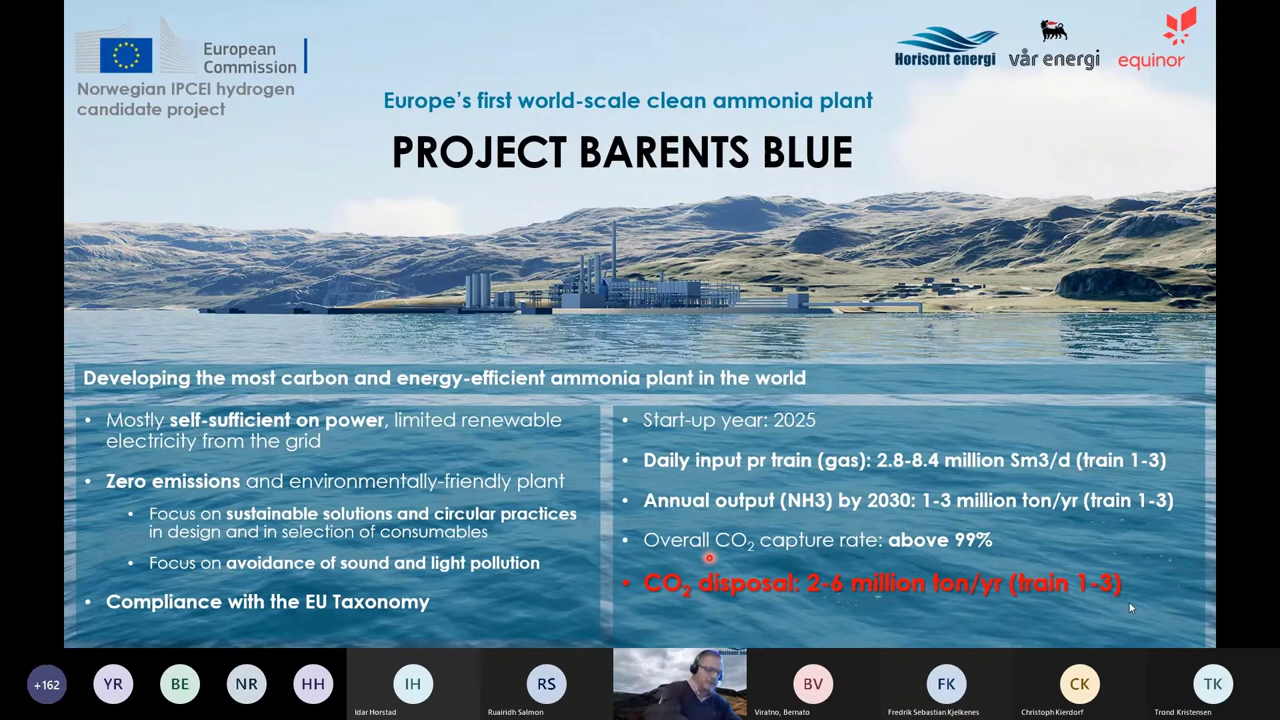 European
Commission
Norwegian IPCEI hydrogen
candidate project
Horisont energi
vår energi
equinor
Europe's first world-scale clean ammonia plant
PROJECT BARENTS BLUE
Developing the most carbon and energy-efficient ammonia plant in the world
• Mostly self-sufficient on power, limited renewable
electricity from the grid
• Zero emissions and environmentally-friendly plant
• Focus on sustainable solutions and circular practices
in design and in selection of consumables
• Focus on avoidance of sound and light pollution
• Compliance with the EU Taxonomy
• Start-up year: 2025
• Daily input pr train (gas): 2.8-8.4 million Sm3/d (train 1-3)
• Annual output (NH3) by 2030: 1-3 million ton/yr (train 1-3)
• Overall CO₂ capture rate: above 99%
• CO₂ disposal: 2-6 million ton/yr (train 1-3)
+162
YR
BE
NR
HH
IH
Idar Horstad
RS
Ruairidh Salmon
Horisont en
BV
Viratno, Bernato
FK
Fredrik Sebastian Kjelkenes
CK
Christoph Kierdorf
TK
Trond Kristensen